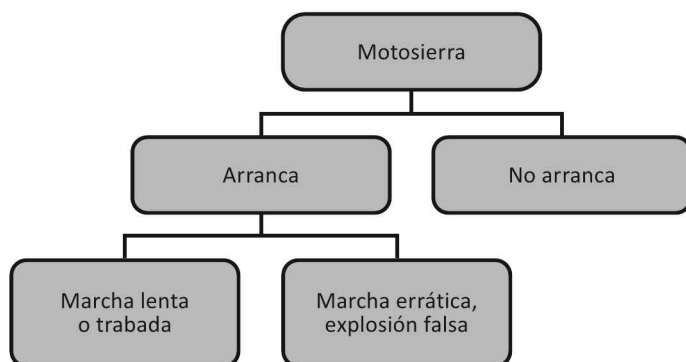 Motosierra
Arranca
No arranca
Marcha lenta
o trabada
Marcha errática,
explosión falsa